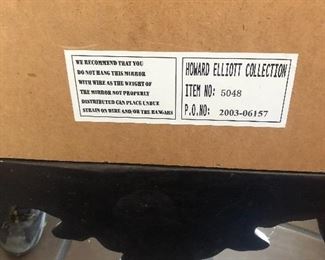 WE RECOMMEND THAT YOU
DO NOT HANG THIS MIRROR
WITH WIRE AS THE WEIGHT OF
THE MIRROR NOT PROPERLY
DISTRIBUTED CAN PLACE UNDUE
STRAIN ON WIRE AND/OR THE HANGARS
HOWARD ELLIOTT COLLECTION
ITEM NO: 5048
P.O.NO: 2003-06157